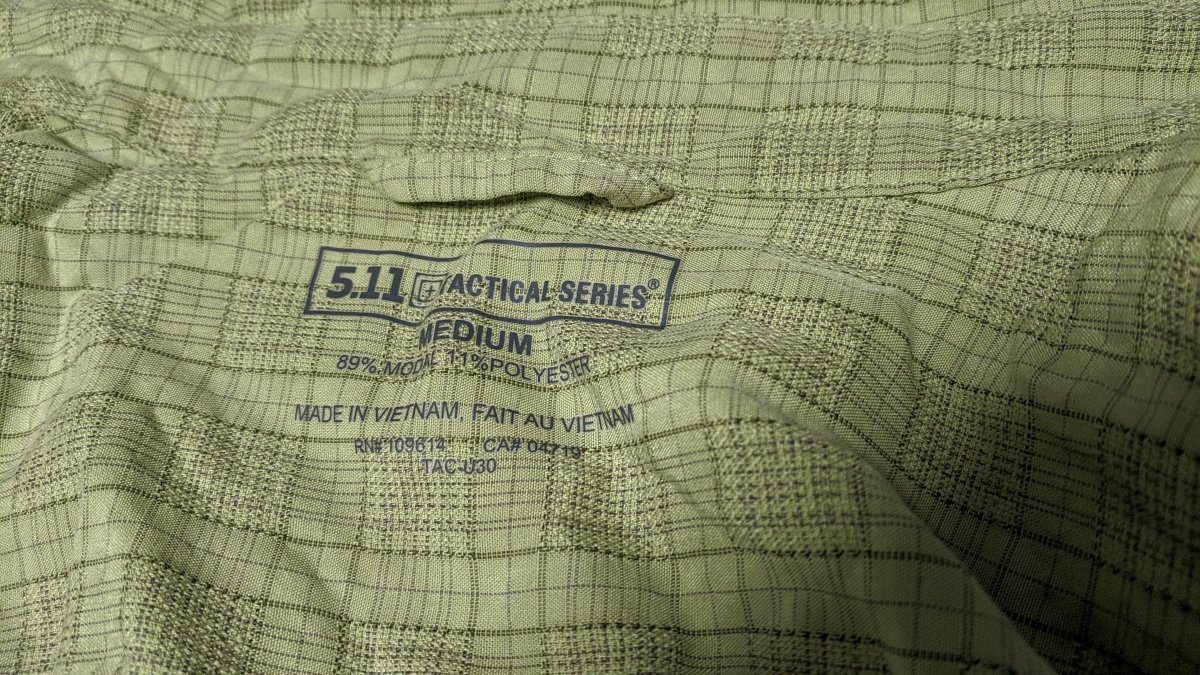 5.11 TACTICAL SERIES®
MEDIUM
89% MODAL 11%POLYESTER
MADE IN VIETNAM, FAIT AU VIETNAM
RN# 109614 CA# 04719
TAC-U30